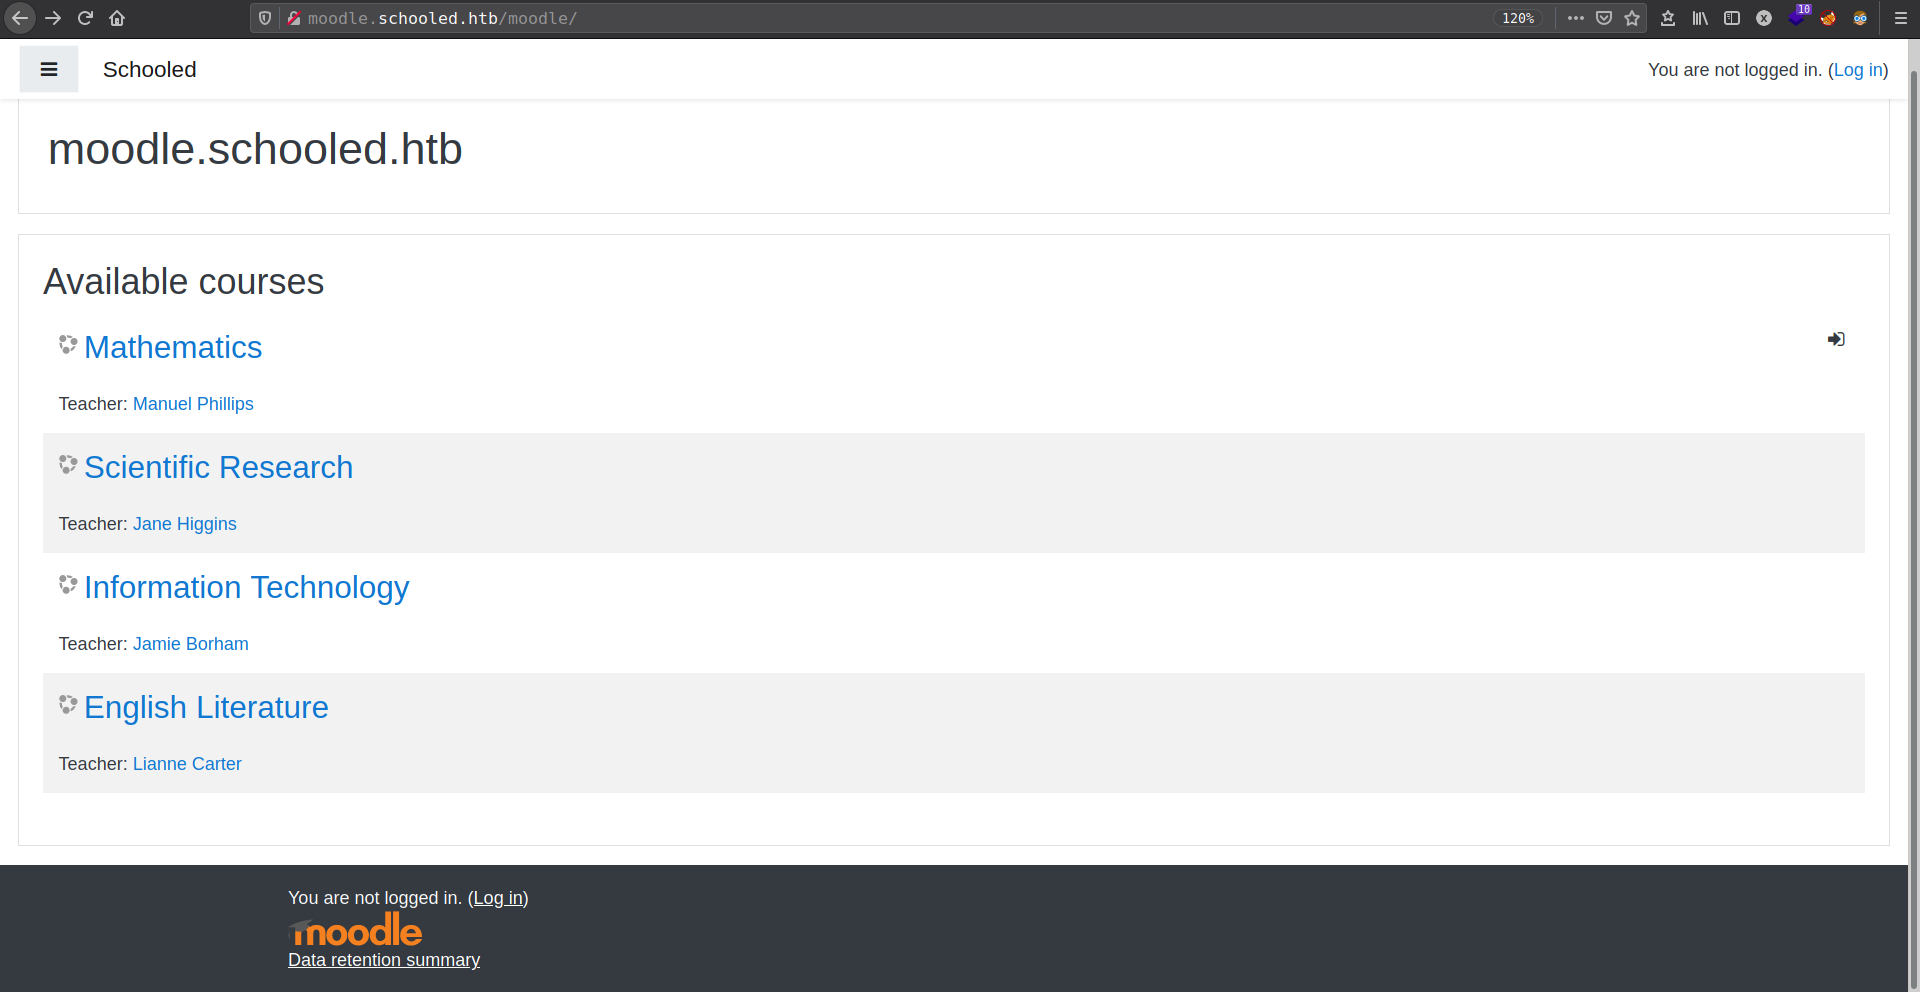 moodle.schooled.htb/moodle/
120%
10
Schooled
You are not logged in. (Log in)
moodle.schooled.htb
Available courses
Mathematics
Teacher: Manuel Phillips
Scientific Research
Teacher: Jane Higgins
Information Technology
Teacher: Jamie Borham
English Literature
Teacher: Lianne Carter
You are not logged in. (Log in)
moodle
Data retention summary